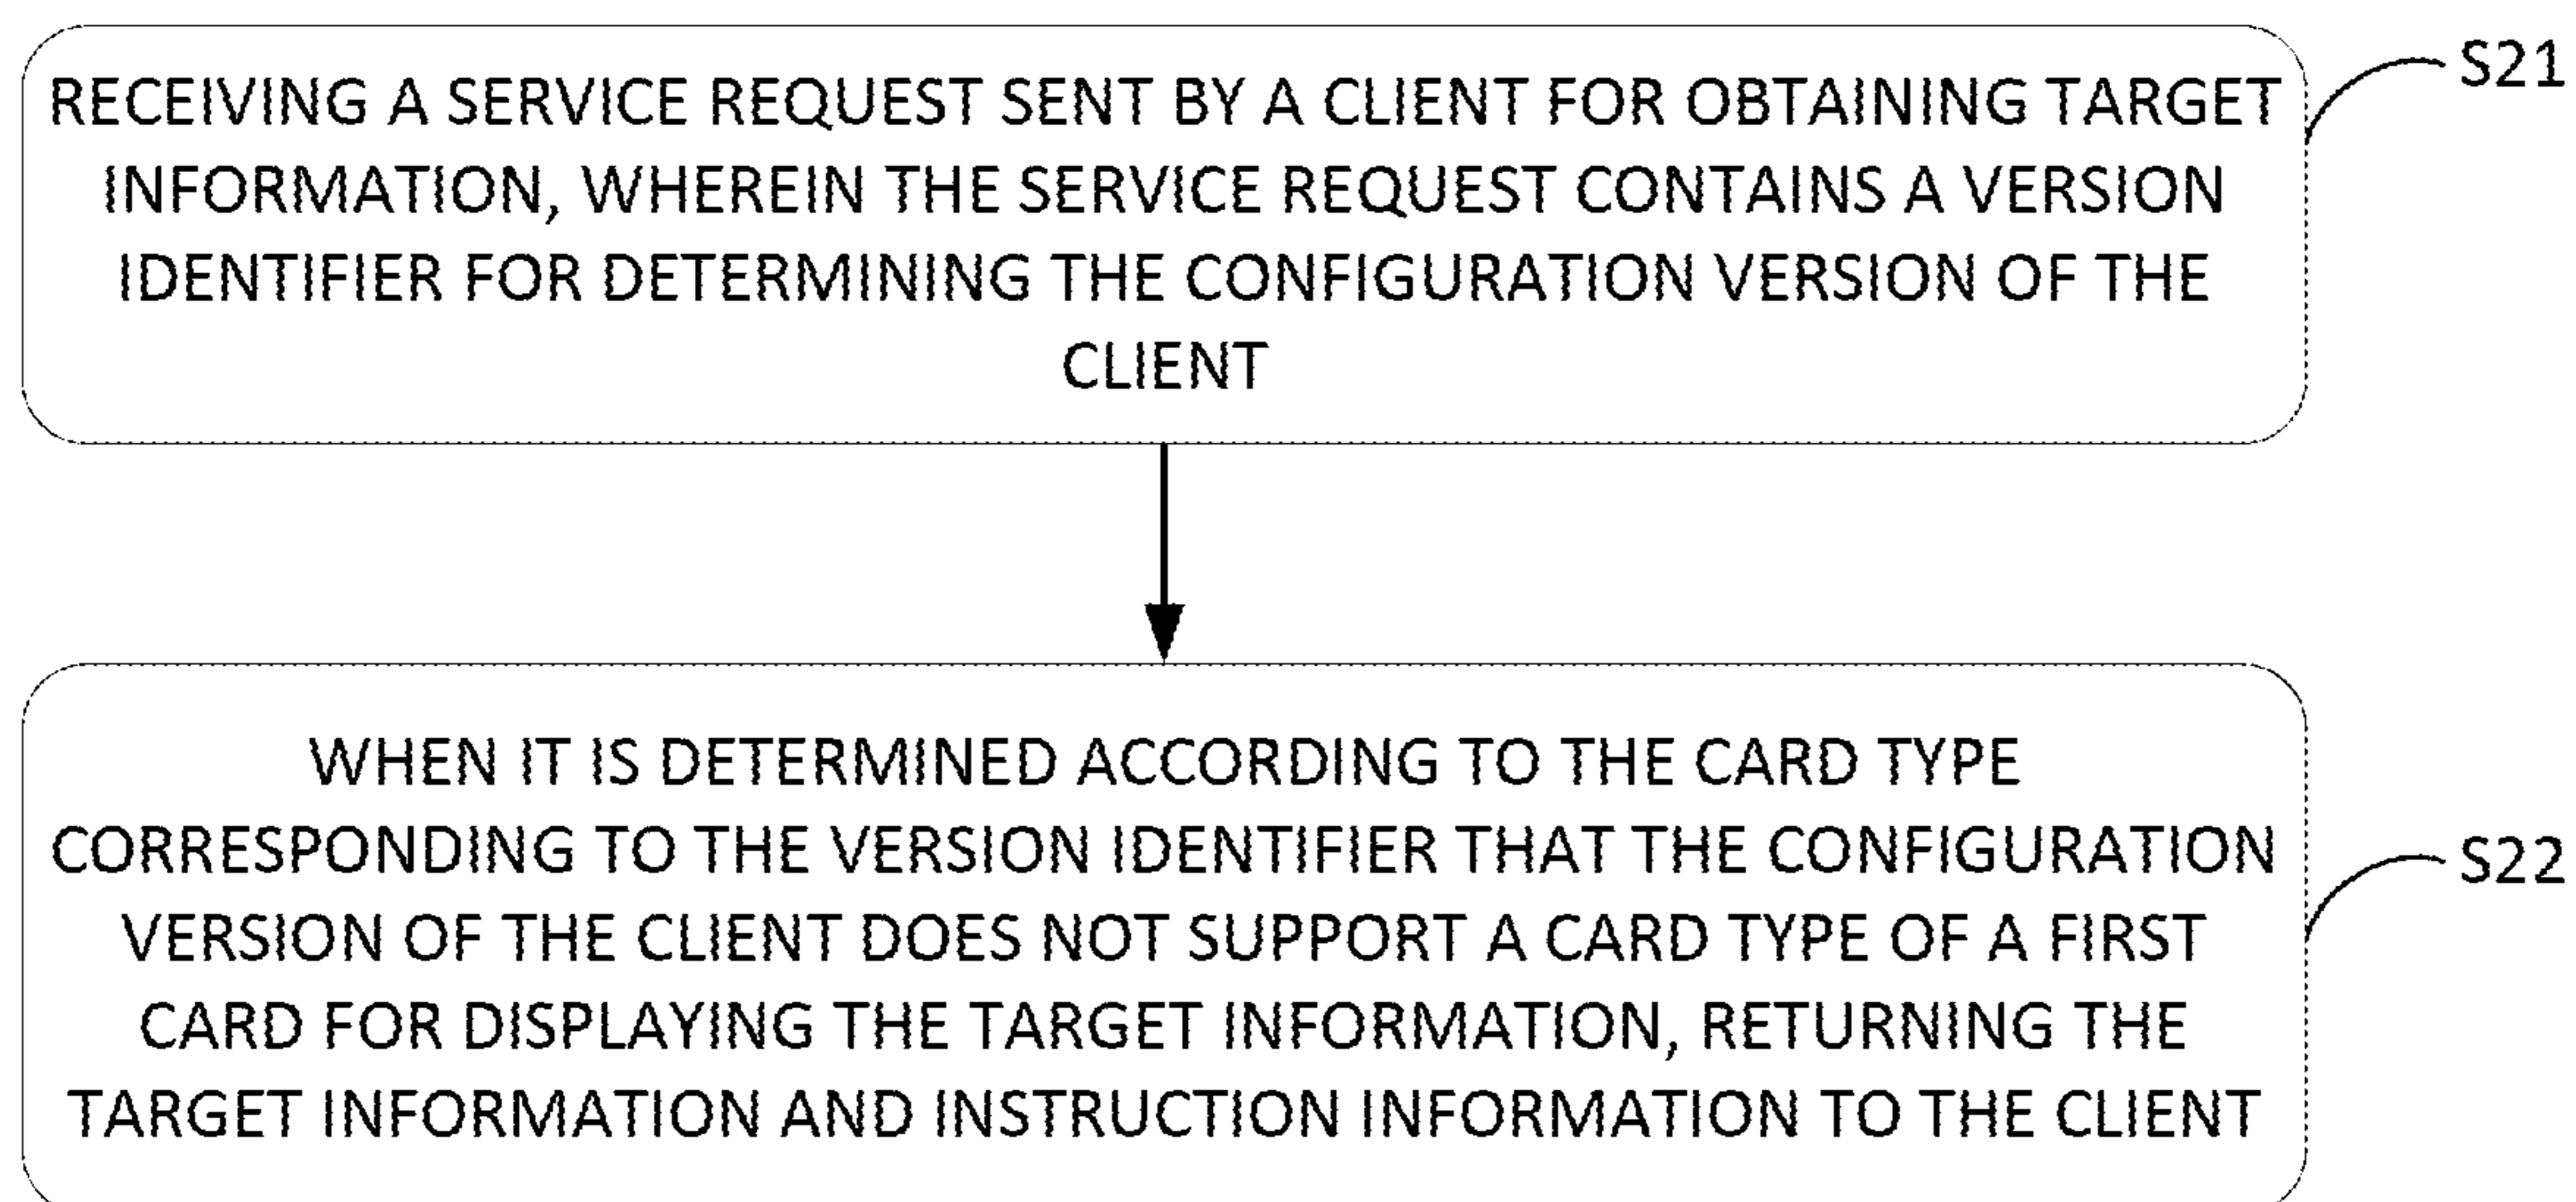 RECEIVING A SERVICE REQUEST SENT BY A CLIENT FOR OBTAINING TARGET
INFORMATION, WHEREIN THE SERVICE REQUEST CONTAINS A VERSION
IDENTIFIER FOR DETERMINING THE CONFIGURATION VERSION OF THE
CLIENT
S21
WHEN IT IS DETERMINED ACCORDING TO THE CARD TYPE
CORRESPONDING TO THE VERSION IDENTIFIER THAT THE CONFIGURATION
VERSION OF THE CLIENT DOES NOT SUPPORT A CARD TYPE OF A FIRST
CARD FOR DISPLAYING THE TARGET INFORMATION, RETURNING THE
TARGET INFORMATION AND INSTRUCTION INFORMATION TO THE CLIENT
S22